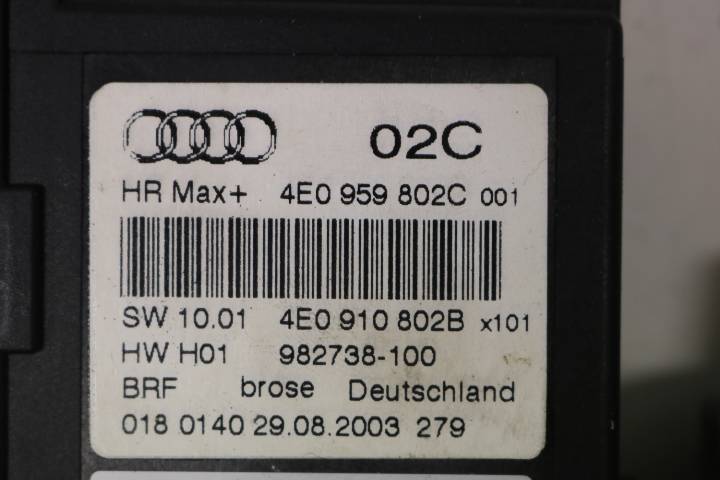 02C
HR Max+ 4E0 959 802C 001
SW 10.01 4E0 910 802B x101
HW H01 982738-100
BRF brose Deutschland
018 0140 29.08.2003 279